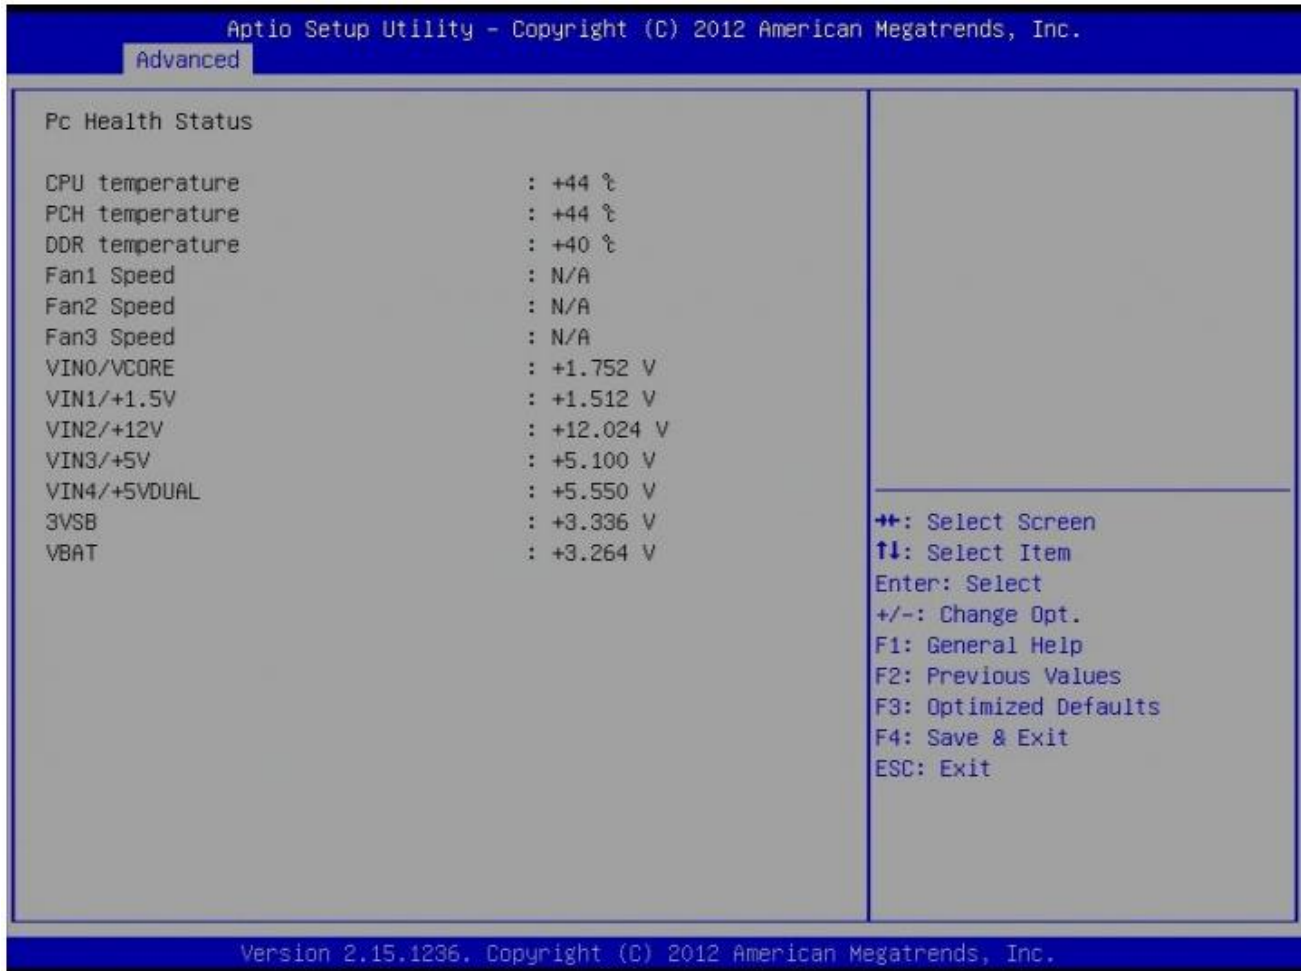 Aptio Setup Utility – Copyright (C) 2012 American Megatrends, Inc.
Advanced
Pc Health Status
CPU temperature : +44 ℃
PCH temperature : +44 ℃
DDR temperature : +40 ℃
Fan1 Speed : N/A
Fan2 Speed : N/A
Fan3 Speed : N/A
VIN0/VCORE : +1.752 V
VIN1/+1.5V : +1.512 V
VIN2/+12V : +12.024 V
VIN3/+5V : +5.100 V
VIN4/+5VDUAL : +5.550 V
3VSB : +3.336 V
VBAT : +3.264 V
→←: Select Screen
↑↓: Select Item
Enter: Select
+/-: Change Opt.
F1: General Help
F2: Previous Values
F3: Optimized Defaults
F4: Save & Exit
ESC: Exit
Version 2.15.1236. Copyright (C) 2012 American Megatrends, Inc.